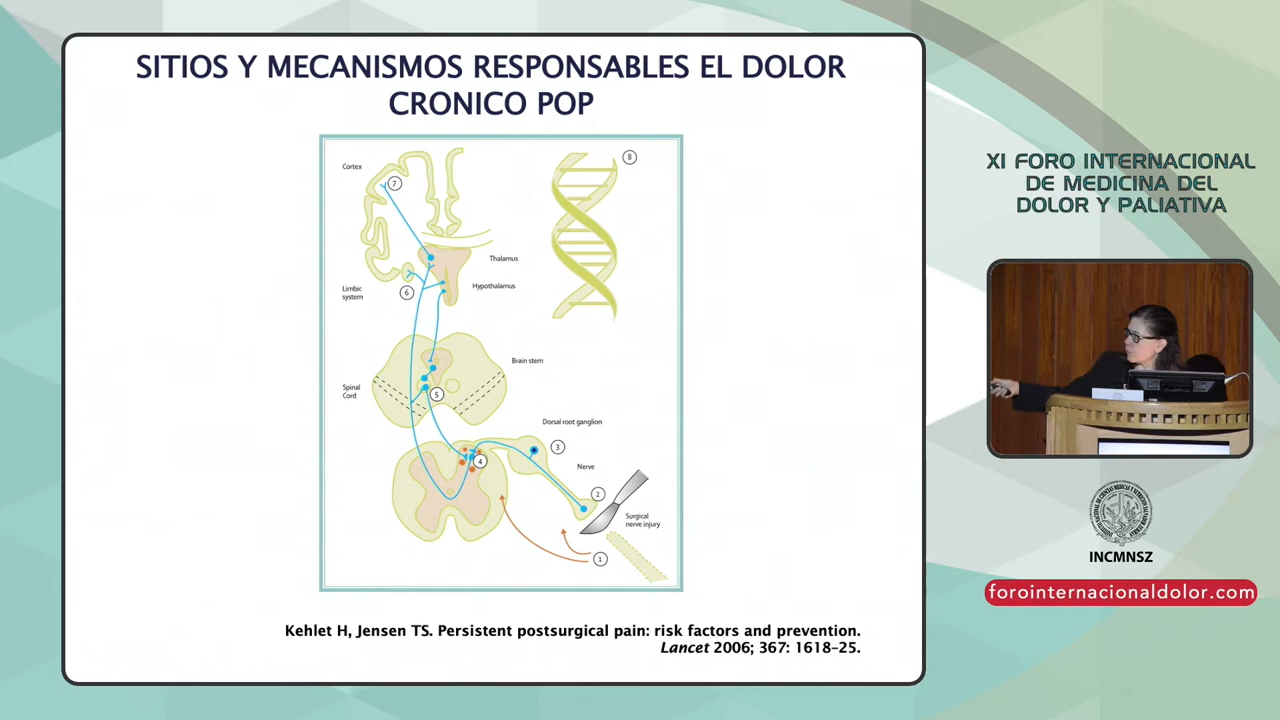 SITIOS Y MECANISMOS RESPONSABLES EL DOLOR
CRONICO POP
Cortex
7
8
Thalamus
Hypothalamus
Limbic
system
6
Brain stem
Spinal
Cord
5
Dorsal root ganglion
3
4
Nerve
2
Surgical
nerve injury
1
Kehlet H, Jensen TS. Persistent postsurgical pain: risk factors and prevention.
Lancet 2006; 367: 1618–25.
XI FORO INTERNACIONAL
DE MEDICINA DEL
DOLOR Y PALIATIVA
INCMNSZ
forointernacionaldolor.com